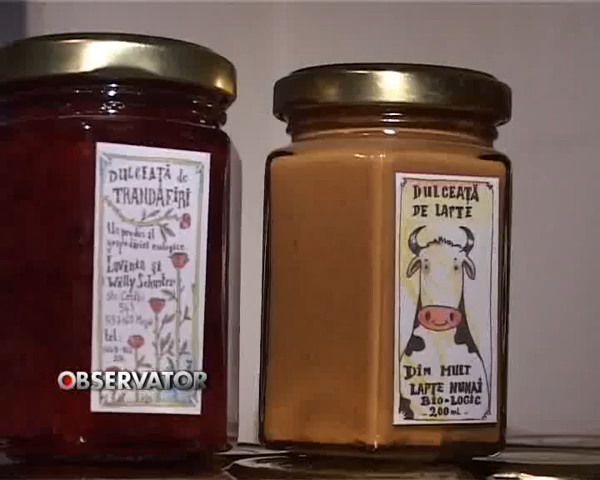 DULCEAȚĂ de
TRANDAFIRI
Un produs al
gospodăriei ecologice
Lavinia și
Willy Schuster
tel:
DULCEAȚĂ
DE LAPTE
DIN MULT
LAPTE NUMAI
BIO-LOGIC
-200 mL-
OBSERVATOR